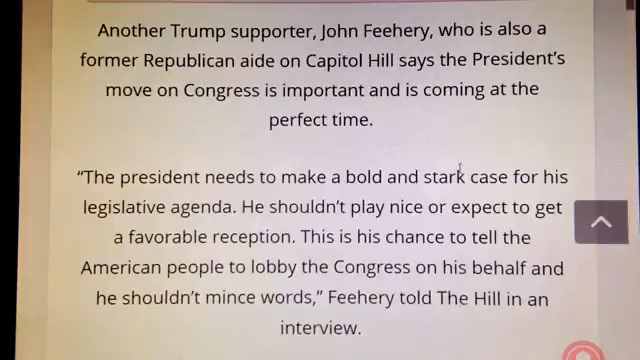 Another Trump supporter, John Feehery, who is also a
former Republican aide on Capitol Hill says the President’s
move on Congress is important and is coming at the
perfect time.
“The president needs to make a bold and stark case for his
legislative agenda. He shouldn’t play nice or expect to get
a favorable reception. This is his chance to tell the
American people to lobby the Congress on his behalf and
he shouldn’t mince words,” Feehery told The Hill in an
interview.